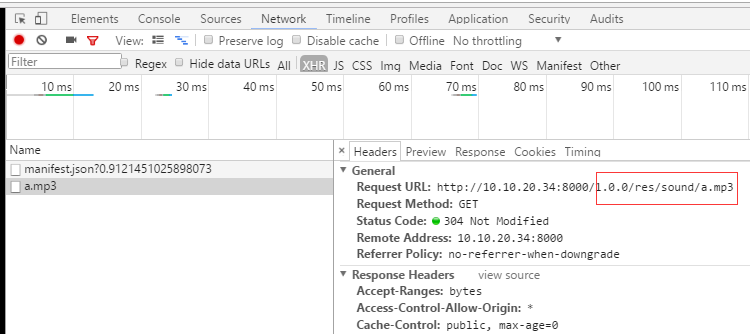 Elements Console Sources Network Timeline Profiles Application Security Audits
View: Preserve log Disable cache Offline No throttling
Filter Regex Hide data URLs All XHR JS CSS Img Media Font Doc WS Manifest Other
10 ms 20 ms 30 ms 40 ms 50 ms 60 ms 70 ms 80 ms 90 ms 100 ms 110 ms
Name
manifest.json?0.9121451025898073
a.mp3
× Headers Preview Response Cookies Timing
General
Request URL: http://10.10.20.34:8000/1.0.0/res/sound/a.mp3
Request Method: GET
Status Code: 304 Not Modified
Remote Address: 10.10.20.34:8000
Referrer Policy: no-referrer-when-downgrade
Response Headers view source
Accept-Ranges: bytes
Access-Control-Allow-Origin: *
Cache-Control: public, max-age=0